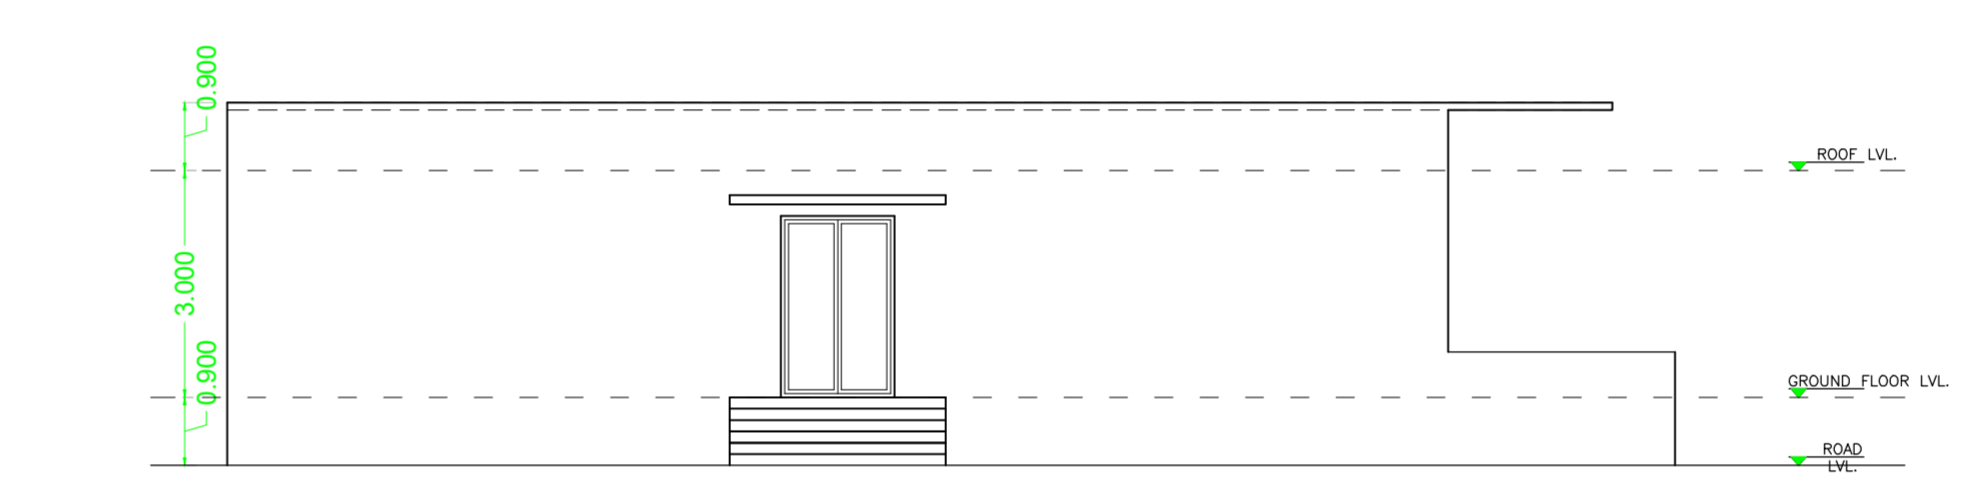 0.900
ROOF LVL.
3.000
0.900
GROUND FLOOR LVL.
ROAD
LVL.